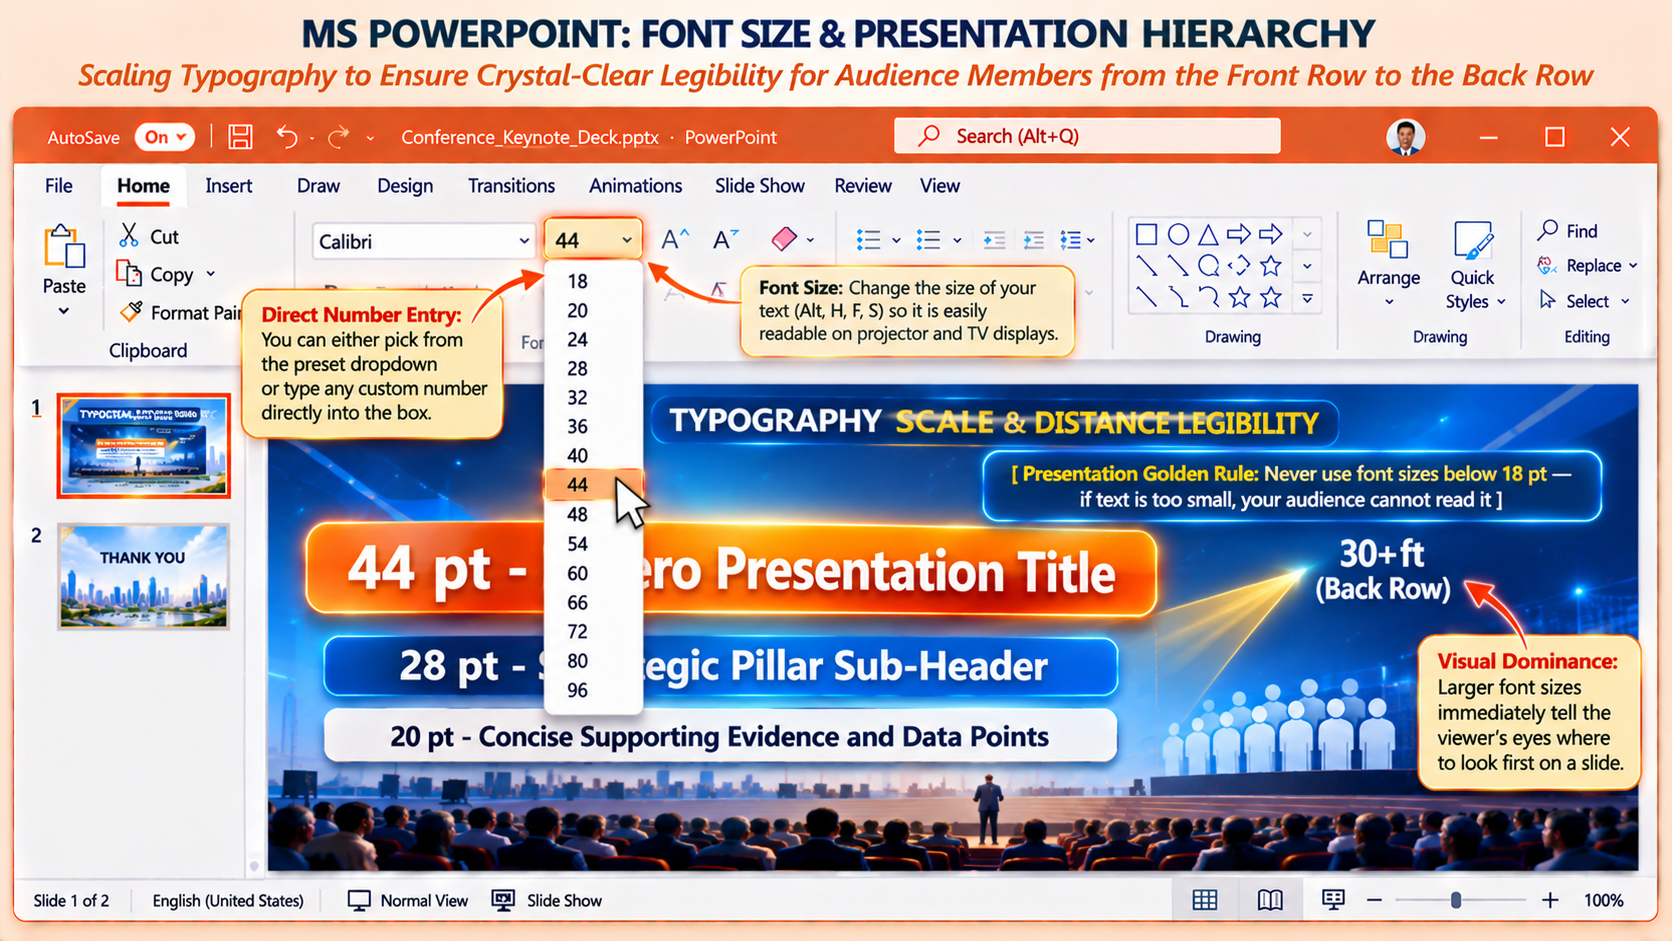 MS POWERPOINT: FONT SIZE & PRESENTATION HIERARCHY
Scaling Typography to Ensure Crystal-Clear Legibility for Audience Members from the Front Row to the Back Row
AutoSave On Conference_Keynote_Deck.pptx · PowerPoint Search (Alt+Q)
File Home Insert Draw Design Transitions Animations Slide Show Review View
Paste
Cut
Copy
Format Pai
Clipboard
Calibri
44
Drawing
Arrange
Quick
Styles
Drawing
Find
Replace
Select
Editing
Direct Number Entry:
You can either pick from
the preset dropdown
or type any custom number
directly into the box.
18
20
24
28
32
36
40
44
48
54
60
66
72
80
96
Font Size: Change the size of your
text (Alt, H, F, S) so it is easily
readable on projector and TV displays.
1
2
THANK YOU
TYPOGRAPHY SCALE & DISTANCE LEGIBILITY
[ Presentation Golden Rule: Never use font sizes below 18 pt —
if text is too small, your audience cannot read it ]
44 pt - ero Presentation Title
28 pt - S tegic Pillar Sub-Header
20 pt - Concise Supporting Evidence and Data Points
30+ft
(Back Row)
Visual Dominance:
Larger font sizes
immediately tell the
viewer's eyes where
to look first on a slide.
Slide 1 of 2 English (United States) Normal View Slide Show 100%